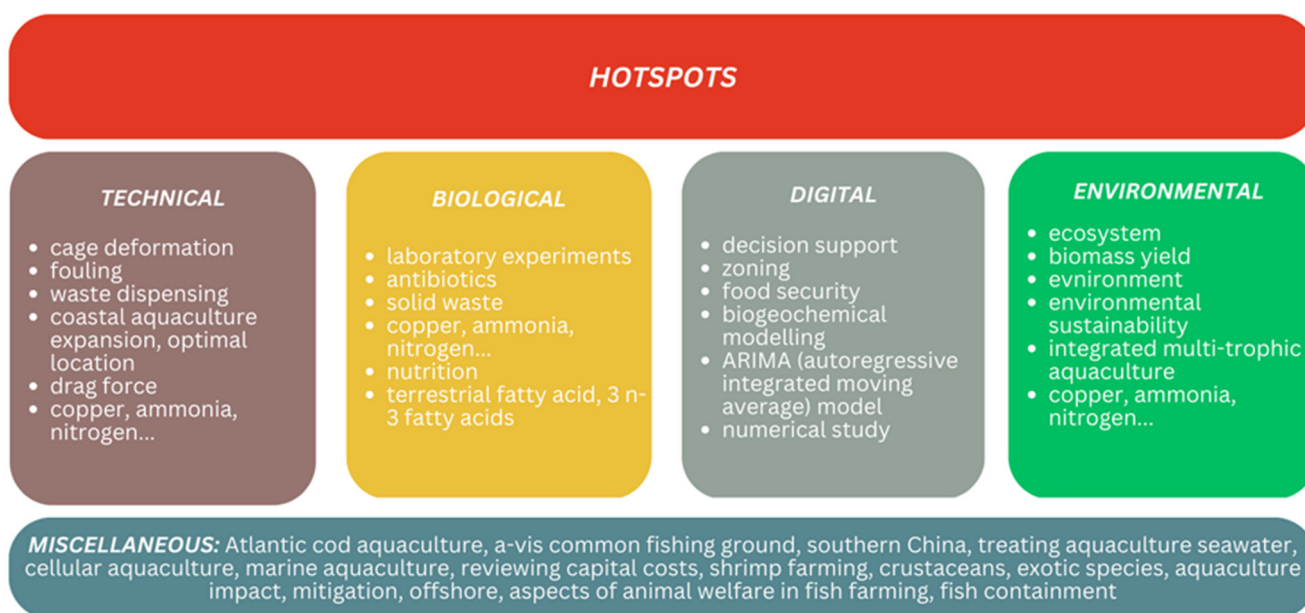 HOTSPOTS
TECHNICAL
• cage deformation
• fouling
• waste dispensing
• coastal aquaculture
expansion, optimal
location
• drag force
• copper, ammonia,
nitrogen...
BIOLOGICAL
• laboratory experiments
• antibiotics
• solid waste
• copper, ammonia,
nitrogen...
• nutrition
• terrestrial fatty acid, 3 n-
3 fatty acids
DIGITAL
• decision support
• zoning
• food security
• biogeochemical
modelling
• ARIMA (autoregressive
integrated moving
average) model
• numerical study
ENVIRONMENTAL
• ecosystem
• biomass yield
• evnironment
• environmental
sustainability
• integrated multi-trophic
aquaculture
• copper, ammonia,
nitrogen...
MISCELLANEOUS: Atlantic cod aquaculture, a-vis common fishing ground, southern China, treating aquaculture seawater,
cellular aquaculture, marine aquaculture, reviewing capital costs, shrimp farming, crustaceans, exotic species, aquaculture
impact, mitigation, offshore, aspects of animal welfare in fish farming, fish containment